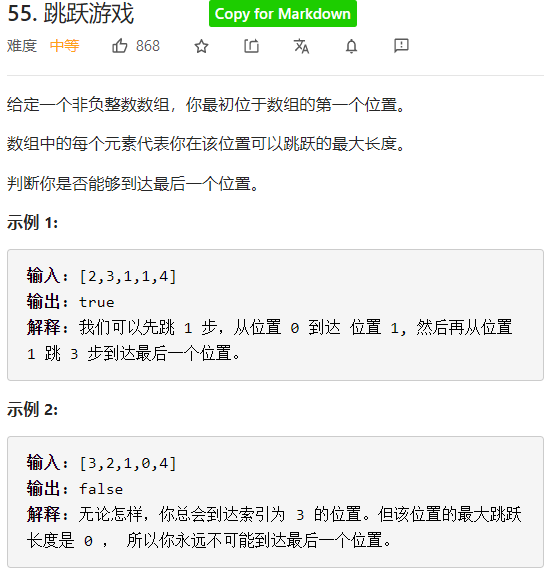 55. 跳跃游戏
Copy for Markdown
难度 中等 868
给定一个非负整数数组，你最初位于数组的第一个位置。
数组中的每个元素代表你在该位置可以跳跃的最大长度。
判断你是否能够到达最后一个位置。
示例 1:
输入: [2,3,1,1,4]
输出: true
解释: 我们可以先跳 1 步，从位置 0 到达 位置 1, 然后再从位置
1 跳 3 步到达最后一个位置。
示例 2:
输入: [3,2,1,0,4]
输出: false
解释: 无论怎样，你总会到达索引为 3 的位置。但该位置的最大跳跃
长度是 0 ， 所以你永远不可能到达最后一个位置。